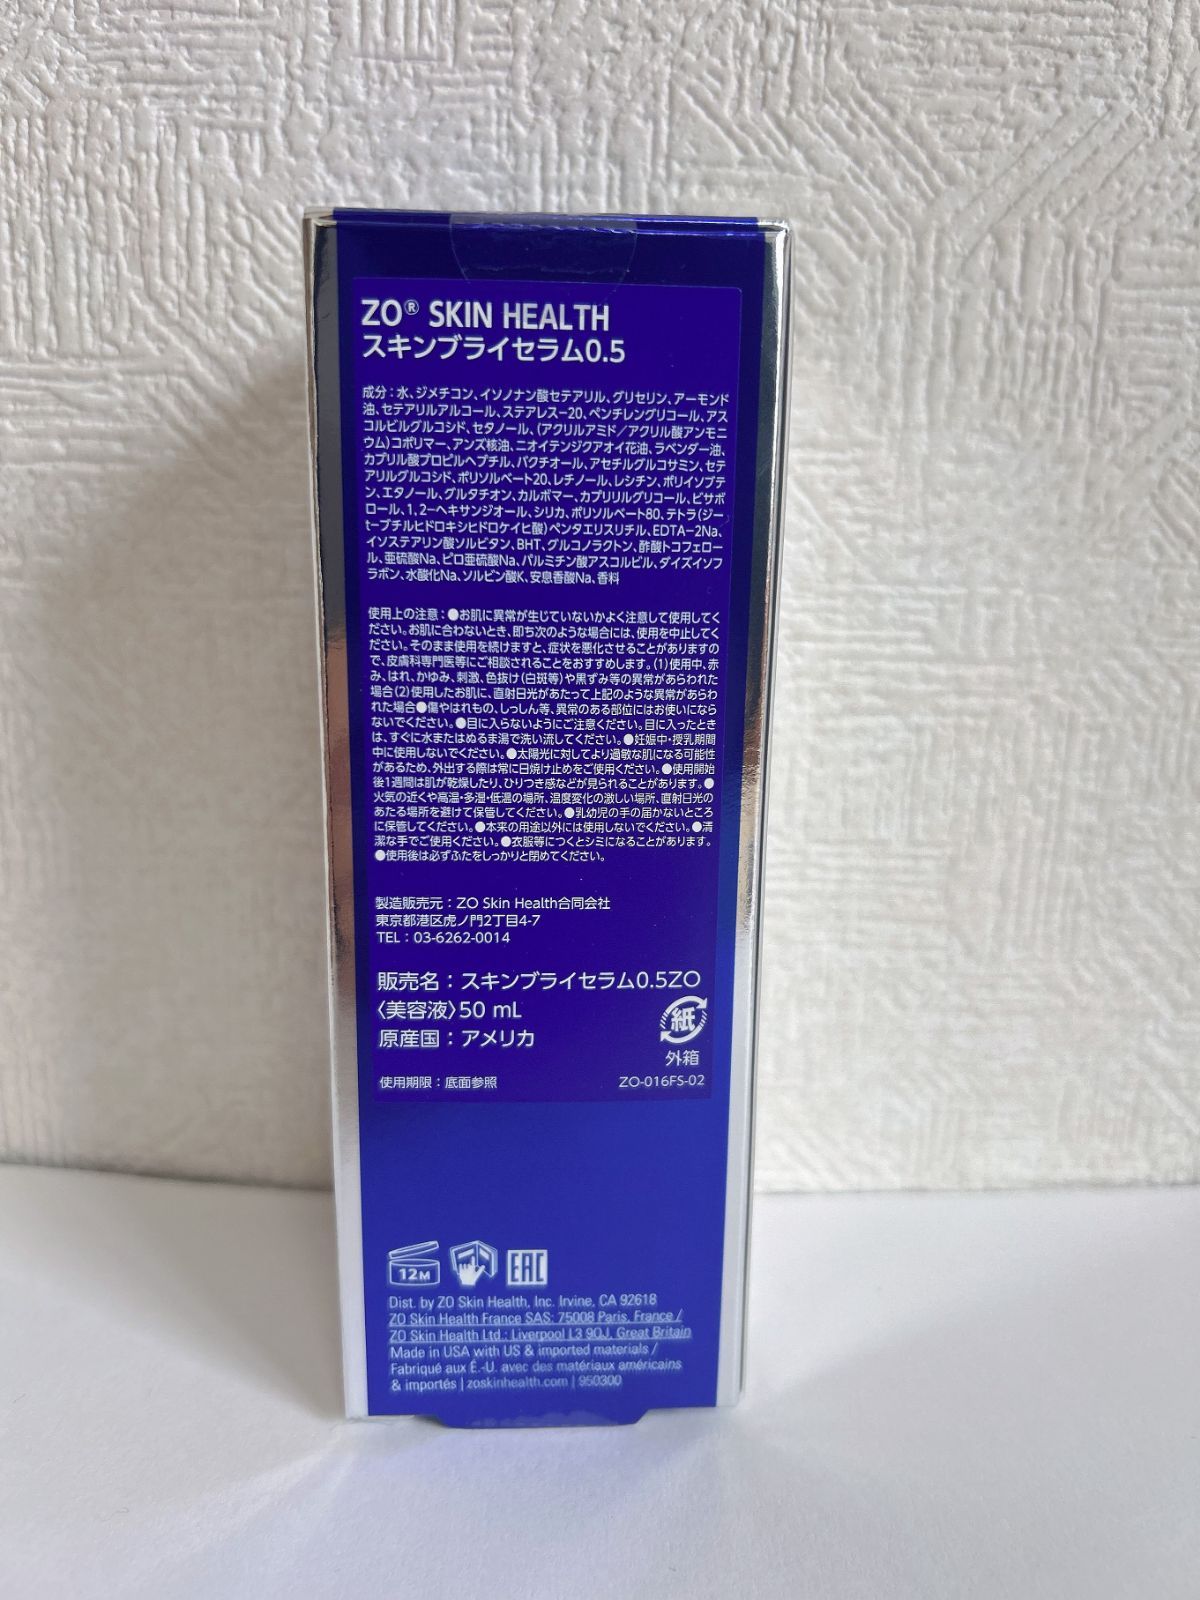 ZO® SKIN HEALTH
スキンブライセラム0.5
成分：水、ジメチコン、イソノナン酸セテアリル、グリセリン、アーモンド
油、セテアリルアルコール、ステアレス-20、ペンチレングリコール、アス
コルビルグルコシド、セタノール、(アクリルアミド／アクリル酸アンモニ
ウム)コポリマー、アンズ核油、ニオイテンジクアオイ花油、ラベンダー油、
カプリル酸プロピルヘプチル、バクチオール、アセチルグルコサミン、セテ
アリルグルコシド、ポリソルベート20、レチノール、レシチン、ポリイソブテ
ン、エタノール、グルタチオン、カルボマー、カプリリルグリコール、ビサボ
ロール、1,2-ヘキサンジオール、シリカ、ポリソルベート80、テトラ(ジー
t-ブチルヒドロキシヒドロケイヒ酸)ペンタエリスリチル、EDTA-2Na、
イソステアリン酸ソルビタン、BHT、グルコノラクトン、酢酸トコフェロー
ル、亜硫酸Na、ピロ亜硫酸Na、パルミチン酸アスコルビル、ダイズイソフ
ラボン、水酸化Na、ソルビン酸K、安息香酸Na、香料
使用上の注意：●お肌に異常が生じていないかよく注意して使用してく
ださい。お肌に合わないとき、即ち次のような場合には、使用を中止してく
ださい。そのまま使用を続けますと、症状を悪化させることがありますの
で、皮膚科専門医等にご相談されることをおすすめします。(1)使用中、赤
み、はれ、かゆみ、刺激、色抜け(白斑等)や黒ずみ等の異常があらわれた
場合(2)使用したお肌に、直射日光があたって上記のような異常があらわ
れた場合●傷やはれもの、しっしん等、異常のある部位にはお使いになら
ないでください。●目に入らないようにご注意ください。目に入ったとき
は、すぐに水またはぬるま湯で洗い流してください。●妊娠中・授乳期間
中に使用しないでください。●太陽光に対してより過敏な肌になる可能性
があるため、外出する際は常に日焼け止めをご使用ください。●使用開始
後1週間は肌が乾燥したり、ひりつき感などが見られることがあります。●
火気の近くや高温・多湿・低温の場所、温度変化の激しい場所、直射日光の
あたる場所を避けて保管してください。●乳幼児の手の届かないところ
に保管してください。●本来の用途以外には使用しないでください。●清
潔な手でご使用ください。●衣服等につくとシミになることがあります。
●使用後は必ずふたをしっかりと閉めてください。
製造販売元：ZO Skin Health合同会社
東京都港区虎ノ門2丁目4-7
TEL：03-6262-0014
販売名：スキンブライセラム0.5ZO
〈美容液〉50 mL
原産国：アメリカ
紙
外箱
使用期限：底面参照
ZO-016FS-02
12M
EAC
Dist. by ZO Skin Health, Inc. Irvine, CA 92618
ZO Skin Health France SAS; 75008 Paris, France /
ZO Skin Health Ltd.; Liverpool L3 9QJ, Great Britain
Made in USA with US & imported materials /
Fabriqué aux É.-U. avec des matériaux américains
& importés | zoskinhealth.com | 950300